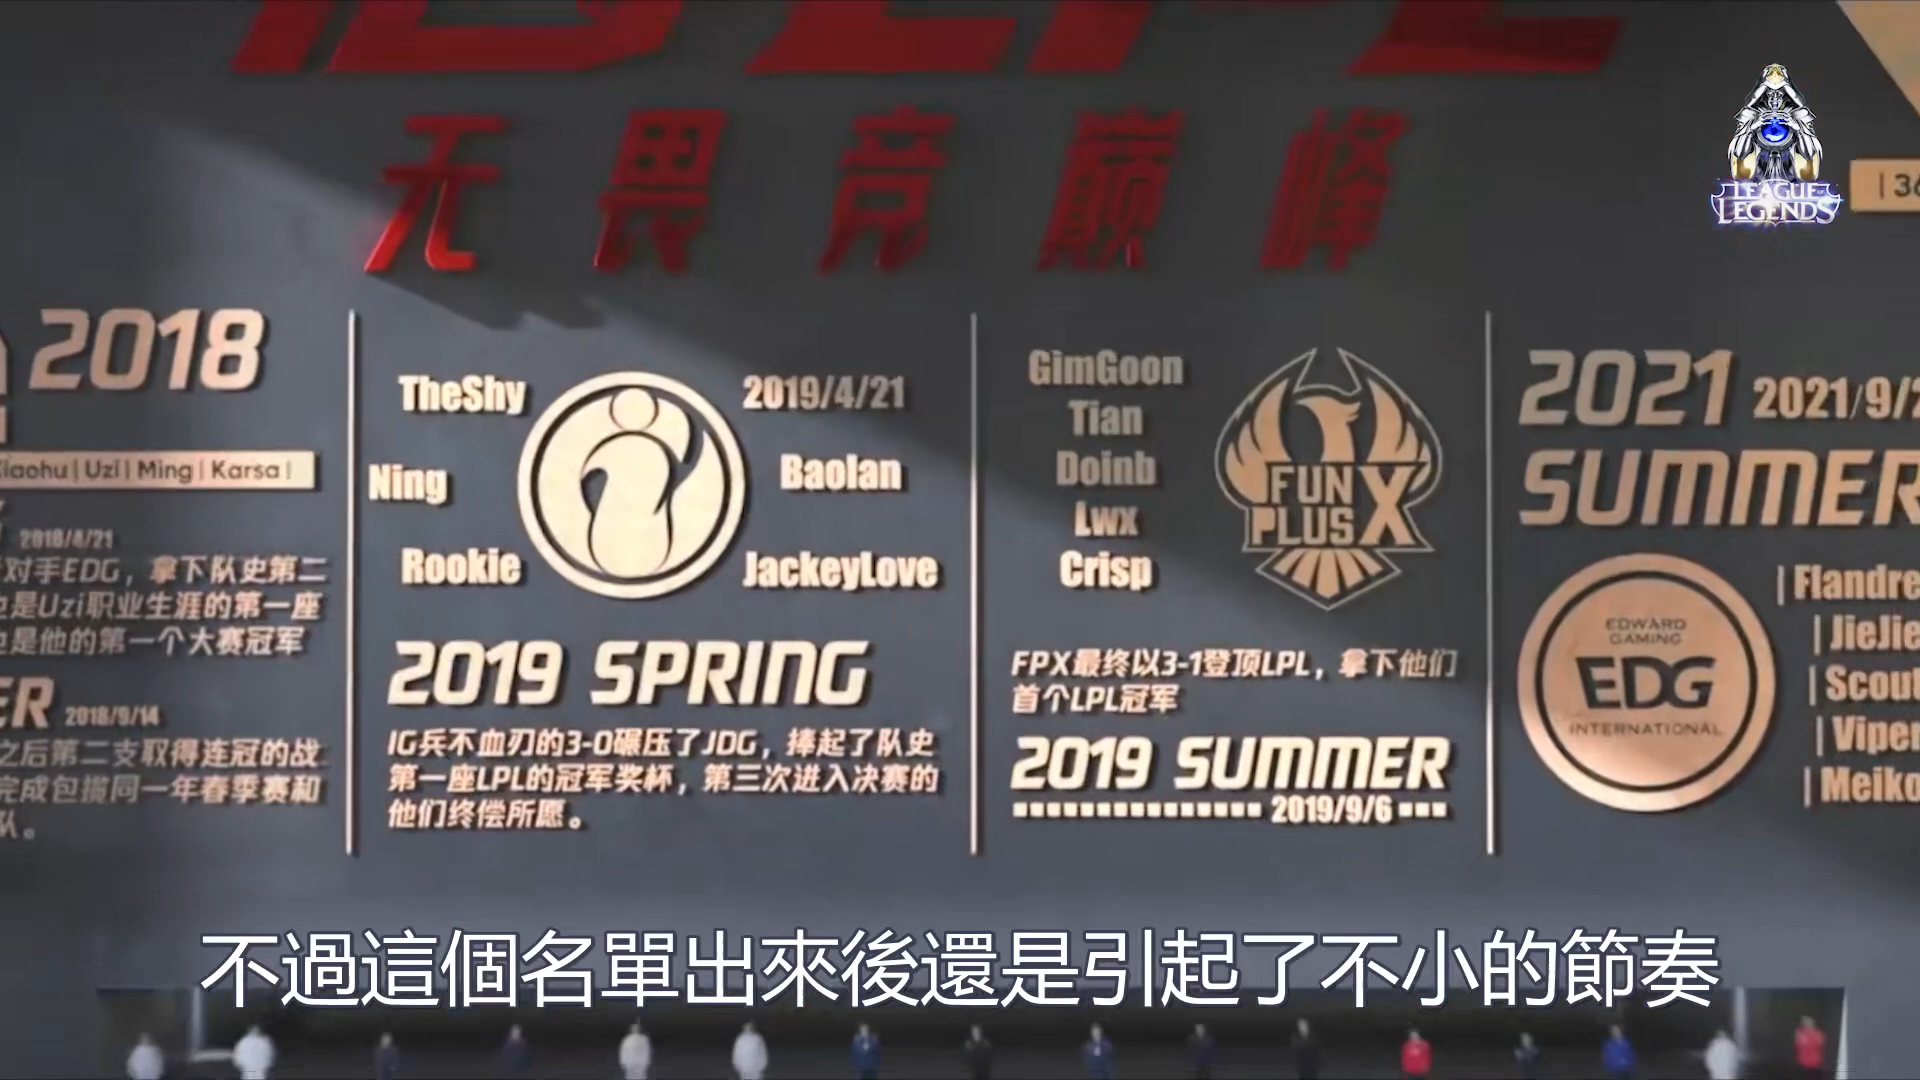 无畏竞巅峰
LEAGUE
LEGENDS
| 36
2018
Xiaohu | Uzi | Ming | Karsa |
2018/4/21
对手EDG，拿下队史第二
也是Uzi职业生涯的第一座
也是他的第一个大赛冠军
ER 2018/9/14
之后第二支取得连冠的战
完成包揽同一年春季赛和
队。
TheShy
Ning
Rookie
2019/4/21
Baolan
JackeyLove
2019 SPRING
IG兵不血刃的3-0碾压了JDG，捧起了队史
第一座LPL的冠军奖杯，第三次进入决赛的
他们终偿所愿。
GimGoon
Tian
Doinb
Lwx
Crisp
FUN
PLUS X
FPX最终以3-1登顶LPL，拿下他们
首个LPL冠军
2019 SUMMER
2019/9/6
2021 2021/9/
SUMMER
EDWARD
GAMING
EDG
INTERNATIONAL
| Flandre
| JieJie
| Scout
| Viper
| Meiko
不過這個名單出來後還是引起了不小的節奏